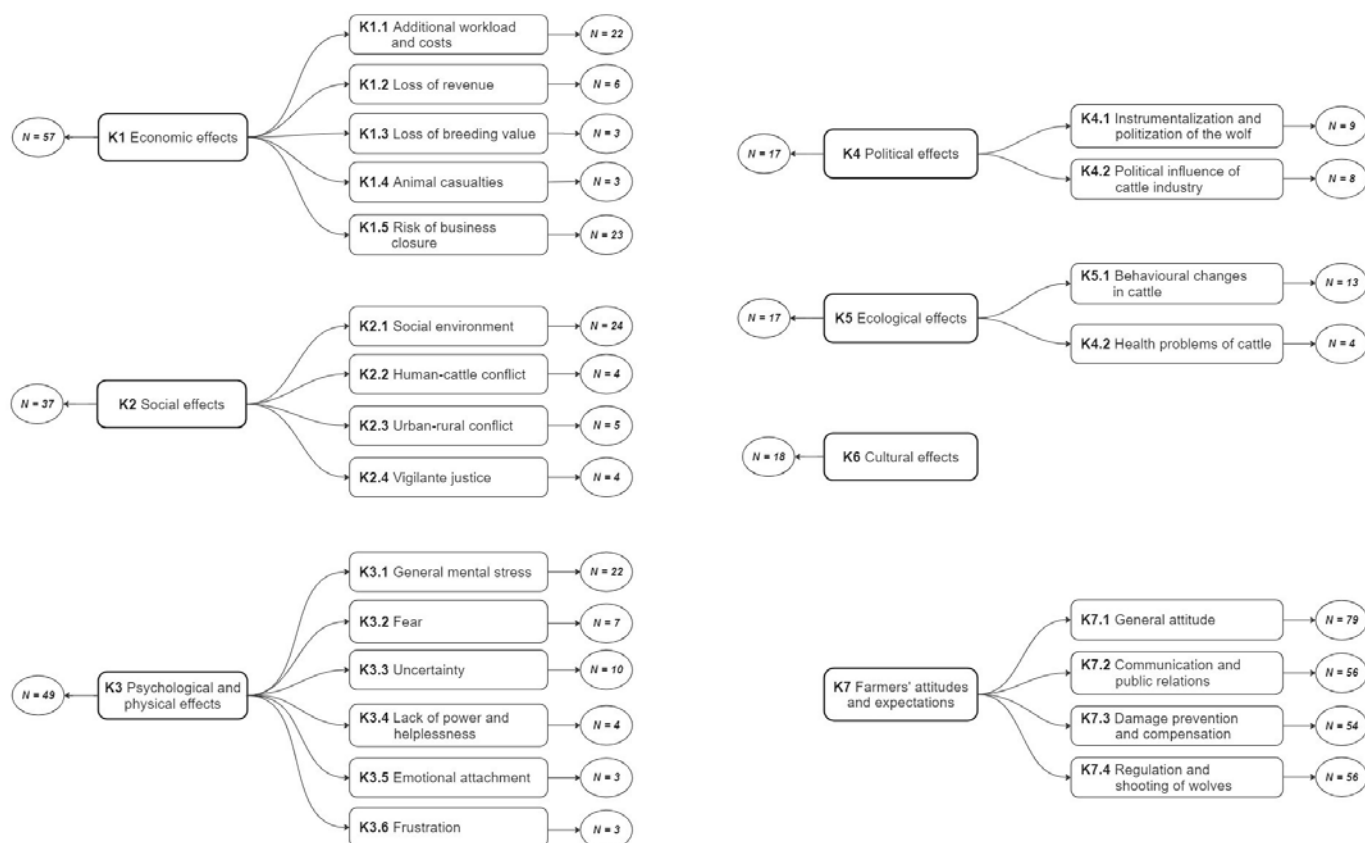 K1.1 Additional workload
and costs
N = 22
K1.2 Loss of revenue
N = 6
N = 57
K1 Economic effects
K1.3 Loss of breeding value
N = 3
K1.4 Animal casualties
N = 3
K1.5 Risk of business
closure
N = 23
K2.1 Social environment
N = 24
K2.2 Human-cattle conflict
N = 4
N = 37
K2 Social effects
K2.3 Urban-rural conflict
N = 5
K2.4 Vigilante justice
N = 4
K3.1 General mental stress
N = 22
K3.2 Fear
N = 7
K3.3 Uncertainty
N = 10
N = 49
K3 Psychological and
physical effects
K3.4 Lack of power and
helplessness
N = 4
K3.5 Emotional attachment
N = 3
K3.6 Frustration
N = 3
K4.1 Instrumentalization and
politization of the wolf
N = 9
N = 17
K4 Political effects
K4.2 Political influence of
cattle industry
N = 8
K5.1 Behavioural changes
in cattle
N = 13
N = 17
K5 Ecological effects
K4.2 Health problems of cattle
N = 4
N = 18
K6 Cultural effects
K7.1 General attitude
N = 79
K7.2 Communication and
public relations
N = 56
K7 Farmers' attitudes
and expectations
K7.3 Damage prevention
and compensation
N = 54
K7.4 Regulation and
shooting of wolves
N = 56